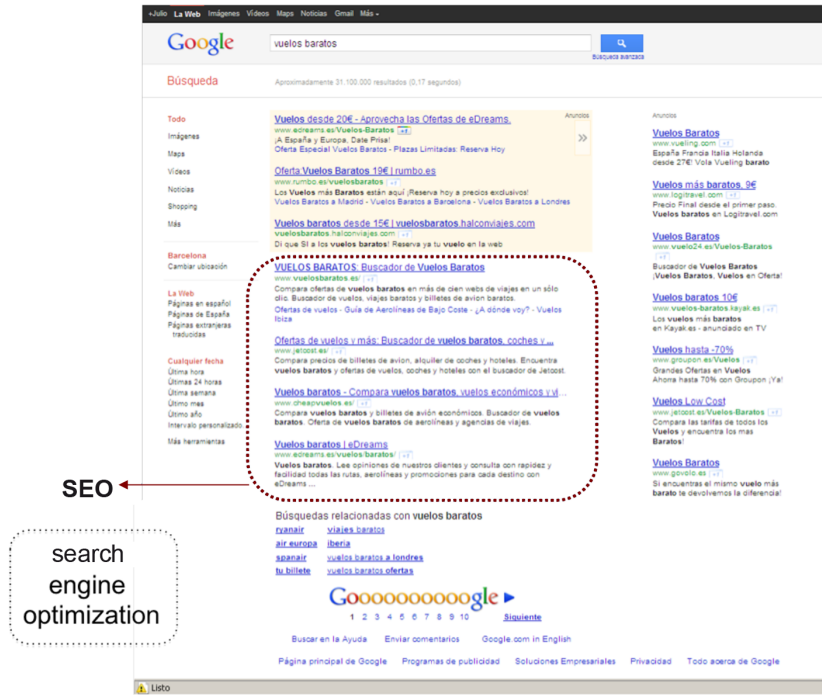 +Julio La Web Imágenes Vídeos Maps Noticias Gmail Más
Google
vuelos baratos
Búsqueda avanzada
Búsqueda
Aproximadamente 31.100.000 resultados (0,17 segundos)
Todo
Imágenes
Maps
Vídeos
Noticias
Shopping
Más
Barcelona
Cambiar ubicación
La Web
Páginas en español
Páginas de España
Páginas extranjeras
traducidas
Cualquier fecha
Última hora
Últimas 24 horas
Última semana
Último mes
Último año
Intervalo personalizado
Más herramientas
Anuncios
Vuelos desde 20€ - Aprovecha las Ofertas de eDreams.
www.edreams.es/Vuelos-Baratos +1
¡A España y Europa, Date Prisa!
Oferta Especial Vuelos Baratos - Plazas Limitadas: Reserva Hoy
»
Oferta:Vuelos Baratos 19€ | rumbo.es
www.rumbo.es/vuelosbaratos +1
Los Vuelos más Baratos están aquí ¡Reserva hoy a precios exclusivos!
Vuelos Baratos a Madrid - Vuelos Baratos a Barcelona - Vuelos Baratos a Londres
Vuelos baratos desde 15€ | vuelosbaratos.halconviajes.com
vuelosbaratos.halconviajes.com +1
Di que SI a los vuelos baratos! Reserva ya tu vuelo en la web
VUELOS BARATOS: Buscador de Vuelos Baratos
www.vuelosbaratos.es/ +1
Compara ofertas de vuelos baratos en más de cien webs de viajes en un sólo
clic. Buscador de vuelos, viajes baratos y billetes de avion baratos.
Ofertas de vuelos - Guía de Aerolíneas de Bajo Coste - ¿A dónde voy? - Vuelos
Ibiza
Ofertas de vuelos y más: Buscador de vuelos baratos, coches y ...
www.jetcost.es/ +1
Compara precios de billetes de avion, alquiler de coches y hoteles. Encuentra
vuelos baratos y ofertas de vuelos, coches y hoteles con el buscador de Jetcost.
Vuelos baratos - Compara vuelos baratos, vuelos económicos y vi...
www.cheapvuelos.es/ +1
Compara vuelos baratos y billetes de avión económicos. Buscador de vuelos
baratos. Oferta de vuelos baratos de aerolíneas y agencias de viajes.
Vuelos baratos | eDreams
www.edreams.es/vuelos/baratos/ +1
Vuelos baratos. Lee opiniones de nuestros clientes y consulta con rapidez y
facilidad todas las rutas, aerolíneas y promociones para cada destino con
eDreams ...
Anuncios
Vuelos Baratos
www.vueling.com +1
España Francia Italia Holanda
desde 27€! Vola Vueling barato
Vuelos más baratos, 9€
www.logitravel.com +1
Precio Final desde el primer paso.
Vuelos baratos en Logitravel.com
Vuelos Baratos
www.vuelo24.es/Vuelos-Baratos
+1
Buscador de Vuelos Baratos
¡Vuelos Baratos, Vuelos en Oferta!
Vuelos baratos 10€
www.vuelos-baratos.kayak.es +1
Los vuelos más baratos
en Kayak.es - anunciado en TV
Vuelos hasta -70%
www.groupon.es/Vuelos +1
Grandes Ofertas en Vuelos
Ahorra hasta 70% con Groupon ¡Ya!
Vuelos Low Cost
www.jetcost.es/Vuelos-Baratos +1
Compara las tarifas de todos los
Vuelos y encuentra los mas
Baratos!
Vuelos Baratos
www.govolo.es +1
Si encuentras el mismo vuelo más
barato te devolvemos la diferencia!
SEO
search
engine
optimization
Búsquedas relacionadas con vuelos baratos
ryanair viajes baratos
air europa iberia
spanair vuelos baratos a londres
tu billete vuelos baratos ofertas
Goooooooooogle
1 2 3 4 5 6 7 8 9 10 Siguiente
Buscar en la Ayuda Enviar comentarios Google.com in English
Página principal de Google Programas de publicidad Soluciones Empresariales Privacidad Todo acerca de Google
Listo